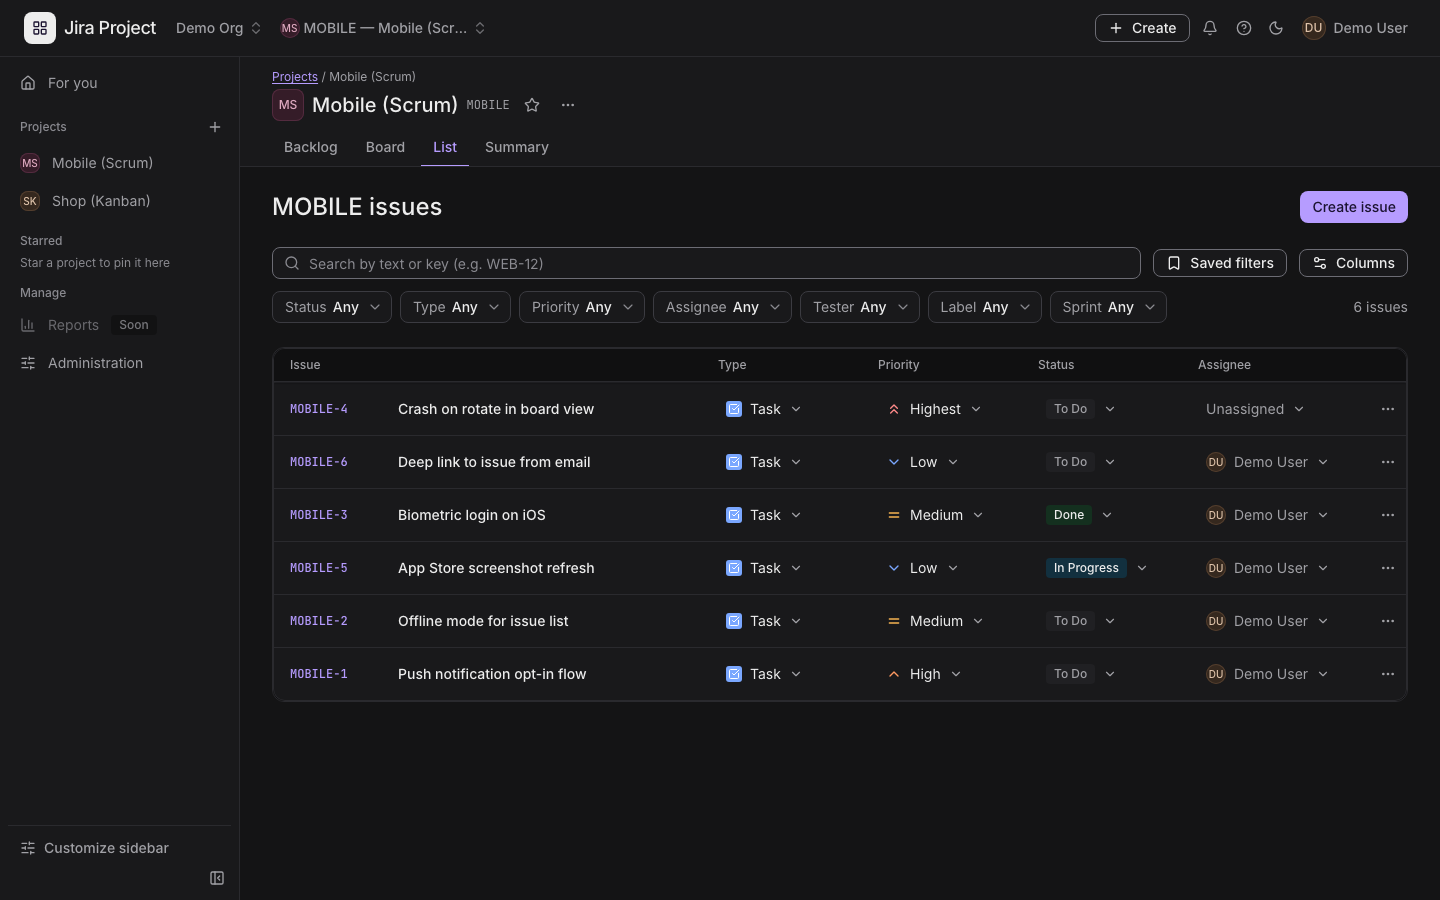 Jira Project
Demo Org
MS MOBILE — Mobile (Scr...
Create
DU Demo User
For you
Projects
MS Mobile (Scrum)
SK Shop (Kanban)
Starred
Star a project to pin it here
Manage
Reports Soon
Administration
Customize sidebar
Projects / Mobile (Scrum)
MS Mobile (Scrum) MOBILE
Backlog Board List Summary
MOBILE issues
Create issue
Search by text or key (e.g. WEB-12)
Saved filters
Columns
Status Any Type Any Priority Any Assignee Any Tester Any Label Any Sprint Any
6 issues
Issue Type Priority Status Assignee
MOBILE-4 Crash on rotate in board view Task Highest To Do Unassigned
MOBILE-6 Deep link to issue from email Task Low To Do DU Demo User
MOBILE-3 Biometric login on iOS Task Medium Done DU Demo User
MOBILE-5 App Store screenshot refresh Task Low In Progress DU Demo User
MOBILE-2 Offline mode for issue list Task Medium To Do DU Demo User
MOBILE-1 Push notification opt-in flow Task High To Do DU Demo User